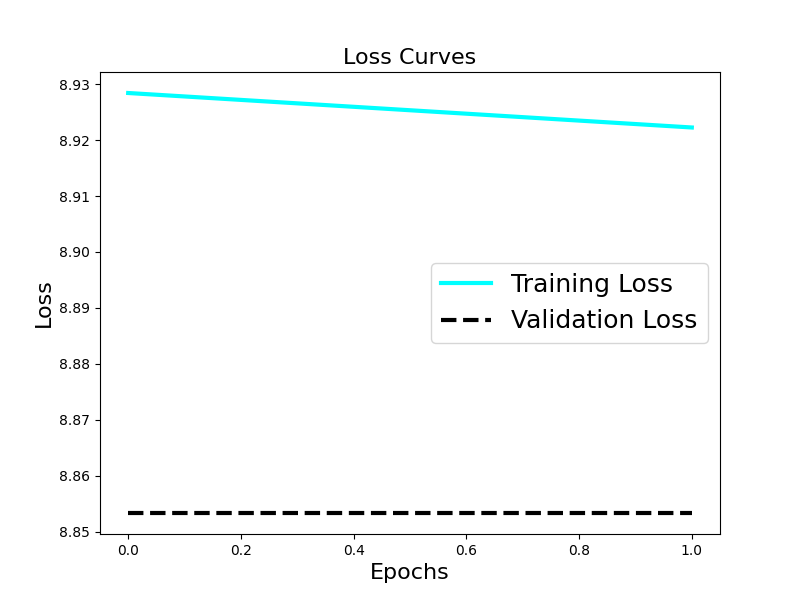 Loss Curves
8.93
8.92
8.91
8.90
8.89
8.88
8.87
8.86
8.85
Loss
Training Loss
Validation Loss
0.0 0.2 0.4 0.6 0.8 1.0
Epochs